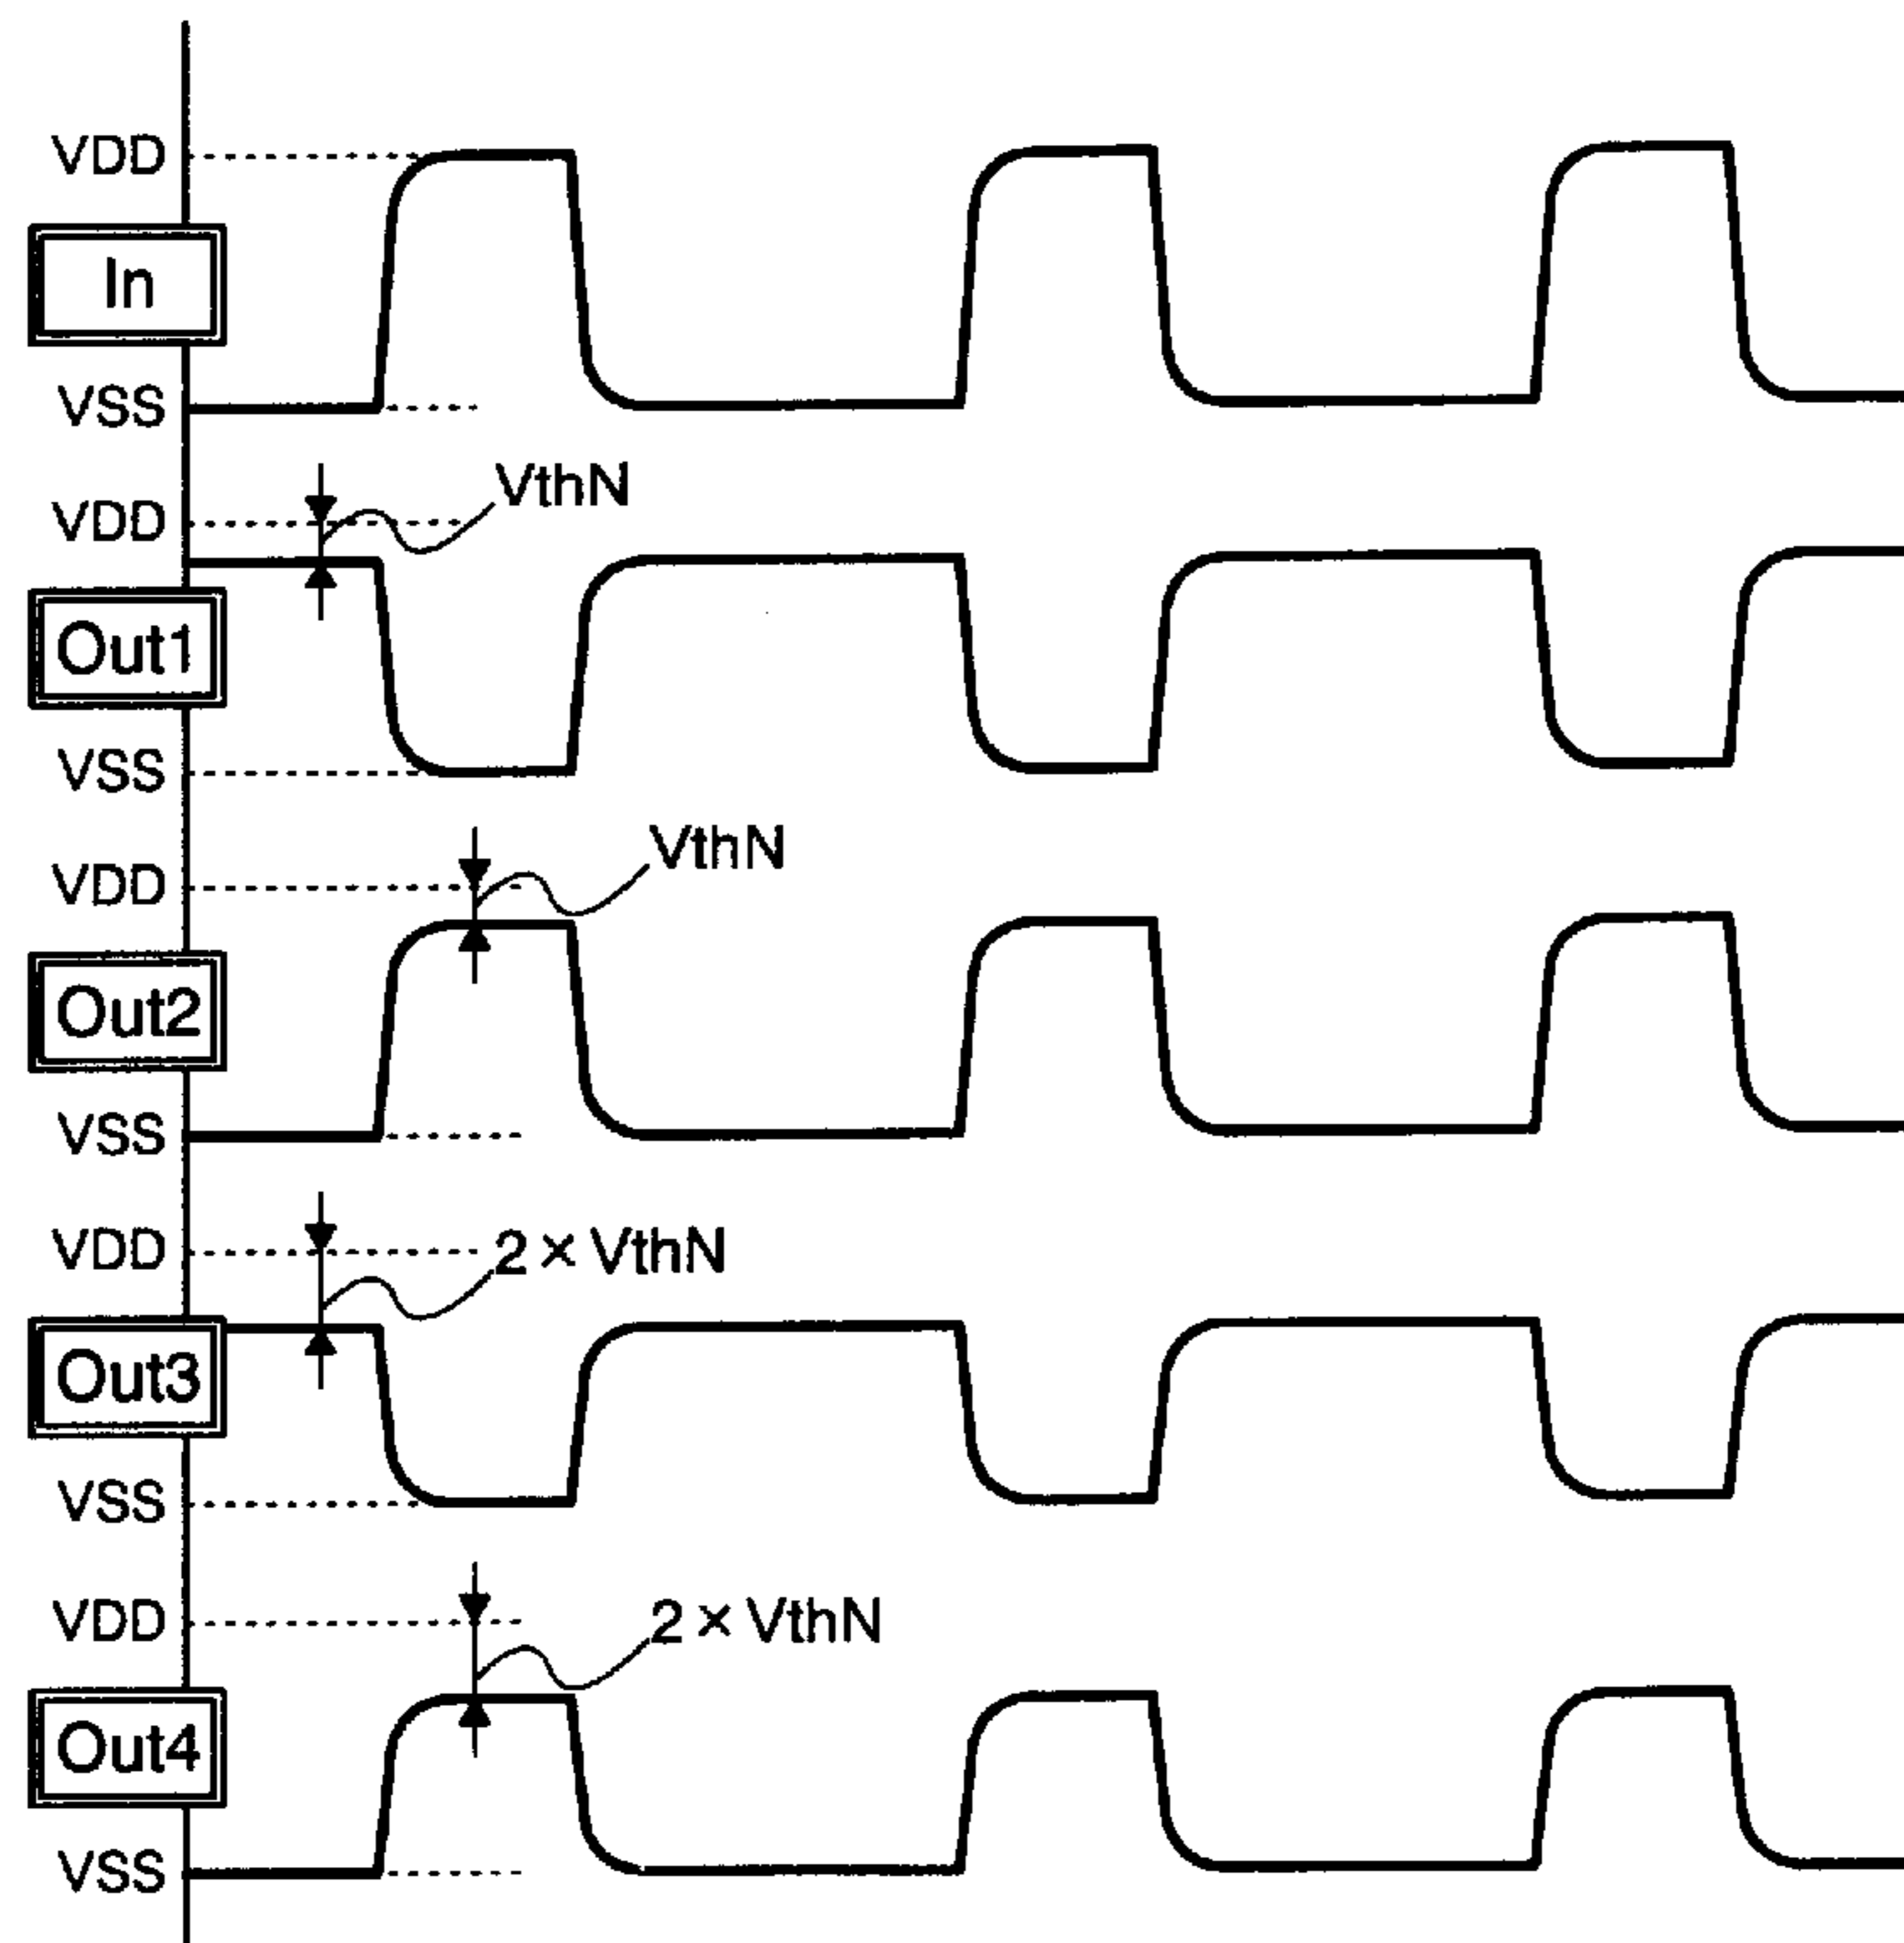 VDD
In
VSS
VthN
VDD
Out1
VSS
VthN
VDD
Out2
VSS
VDD
2 × VthN
Out3
VSS
VDD
2 × VthN
Out4
VSS